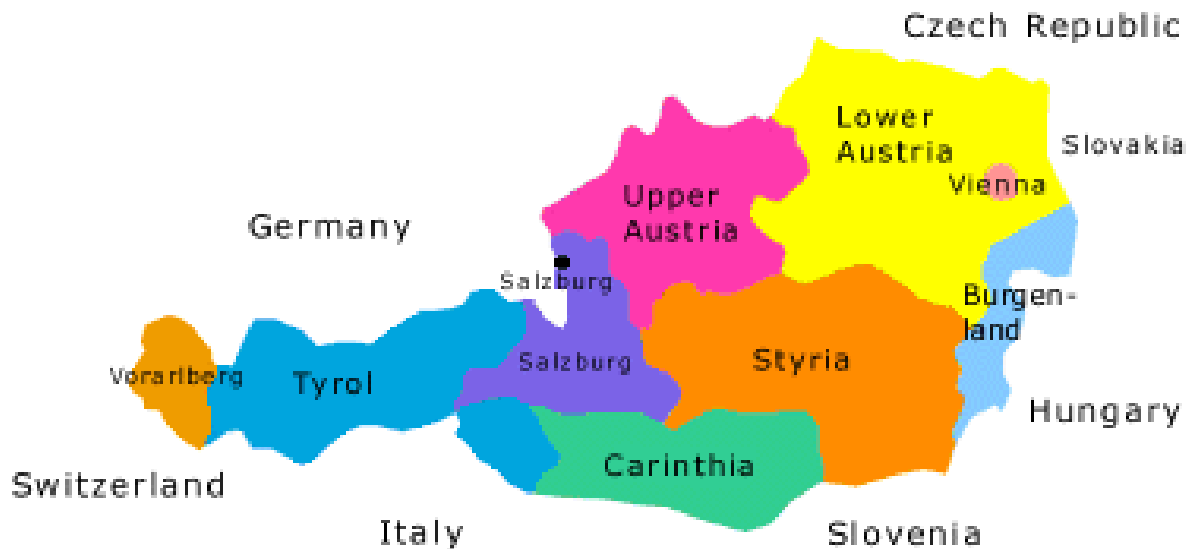 Czech Republic
Lower
Austria
Slovakia
Vienna
Upper
Austria
Germany
Salzburg
Burgen-
land
Salzburg
Styria
Vorarlberg
Tyrol
Hungary
Carinthia
Switzerland
Italy
Slovenia